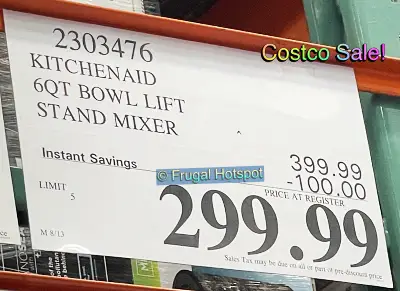 Costco Sale!
2303476
KITCHENAID
6QT BOWL LIFT
STAND MIXER
399.99
Instant Savings -100.00
© Frugal Hotspot
PRICE AT REGISTER
LIMIT
5
299.99
M 8/13
Sales Tax may be due on all or part of pre-discount price